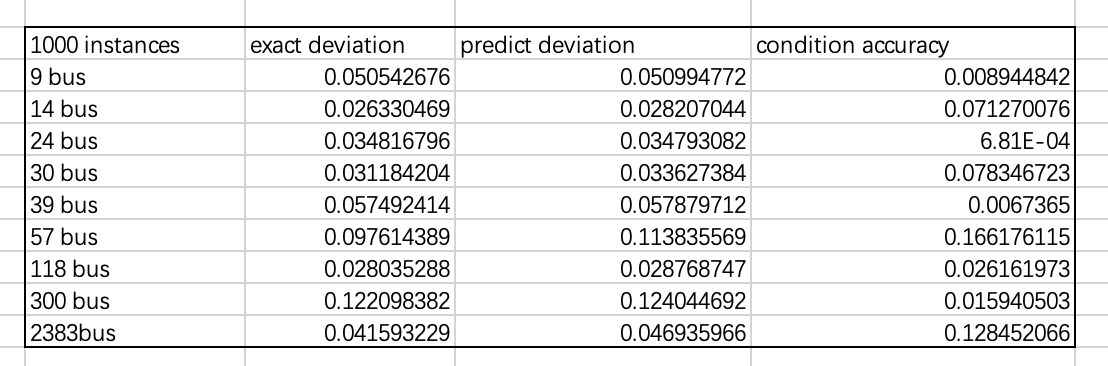 1000 instances exact deviation predict deviation condition accuracy
9 bus 0.050542676 0.050994772 0.008944842
14 bus 0.026330469 0.028207044 0.071270076
24 bus 0.034816796 0.034793082 6.81E-04
30 bus 0.031184204 0.033627384 0.078346723
39 bus 0.057492414 0.057879712 0.0067365
57 bus 0.097614389 0.113835569 0.166176115
118 bus 0.028035288 0.028768747 0.026161973
300 bus 0.122098382 0.124044692 0.015940503
2383bus 0.041593229 0.046935966 0.128452066